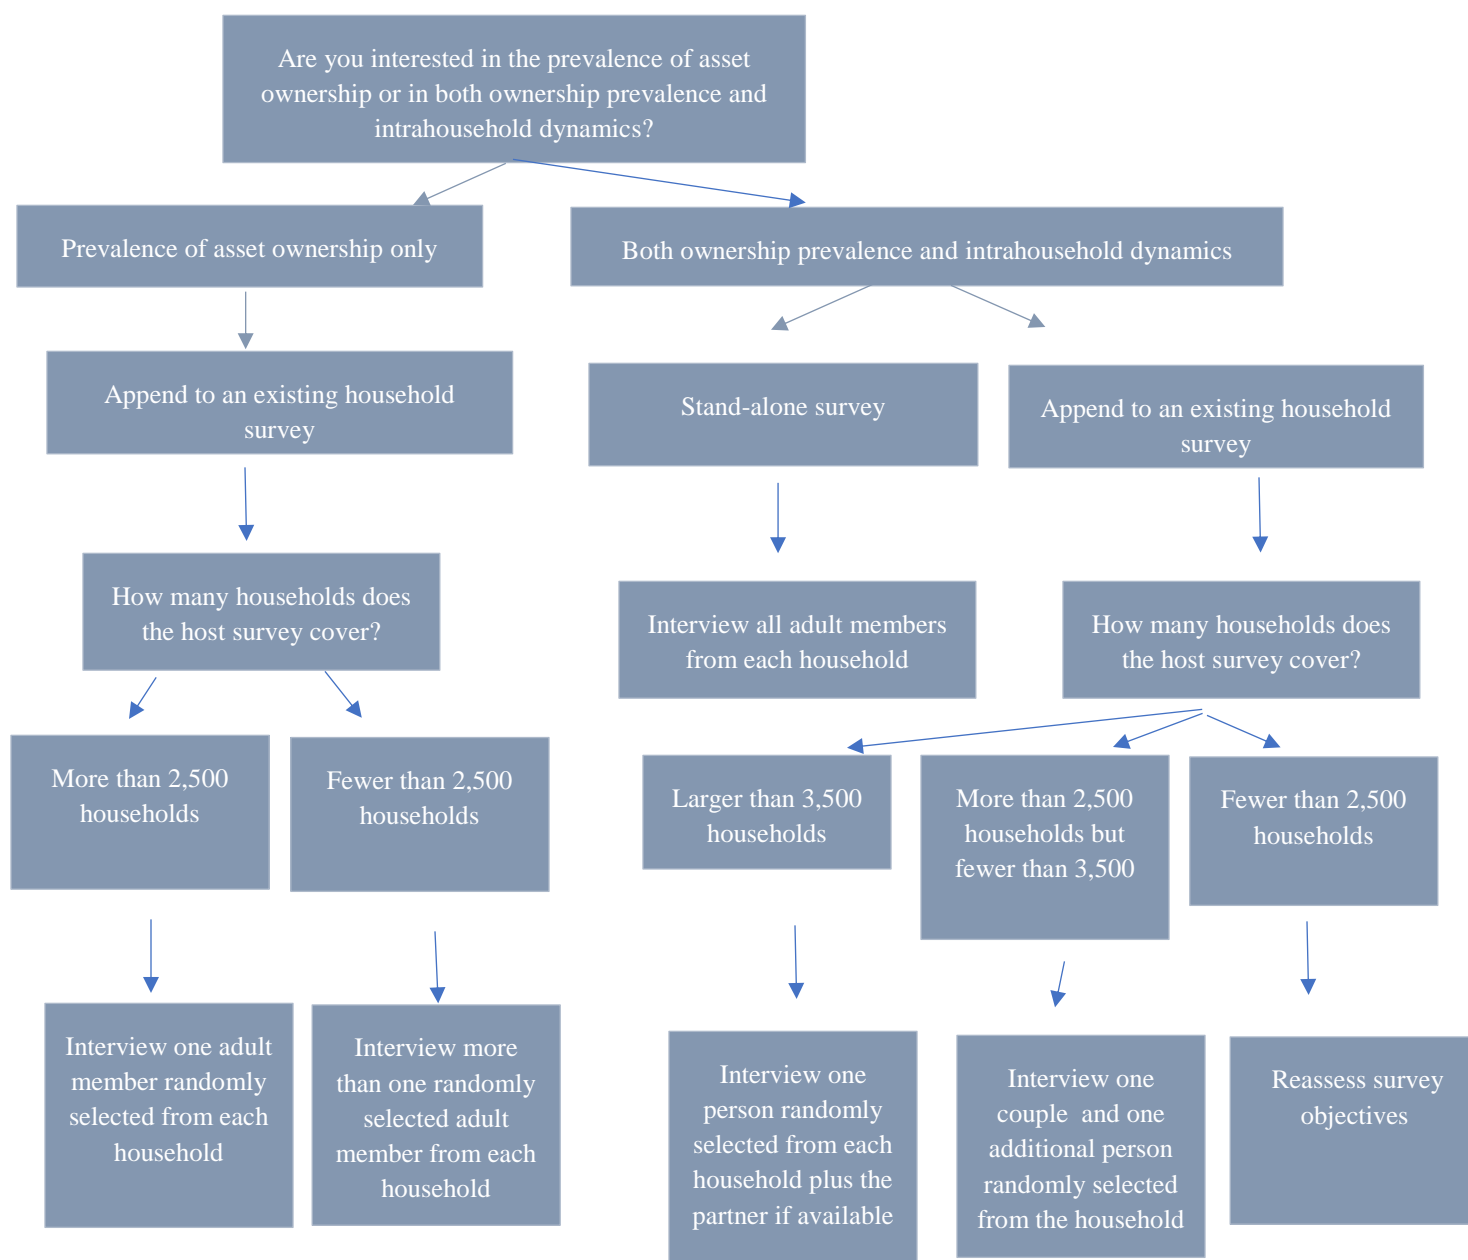 Are you interested in the prevalence of asset
ownership or in both ownership prevalence and
intrahousehold dynamics?
Prevalence of asset ownership only
Both ownership prevalence and intrahousehold dynamics
Append to an existing household
survey
Stand-alone survey
Append to an existing household
survey
How many households does
the host survey cover?
Interview all adult members
from each household
How many households does
the host survey cover?
More than 2,500
households
Fewer than 2,500
households
Larger than 3,500
households
More than 2,500
households but
fewer than 3,500
Fewer than 2,500
households
Interview one adult
member randomly
selected from each
household
Interview more
than one randomly
selected adult
member from each
household
Interview one
person randomly
selected from each
household plus the
partner if available
Interview one
couple and one
additional person
randomly selected
from the household
Reassess survey
objectives